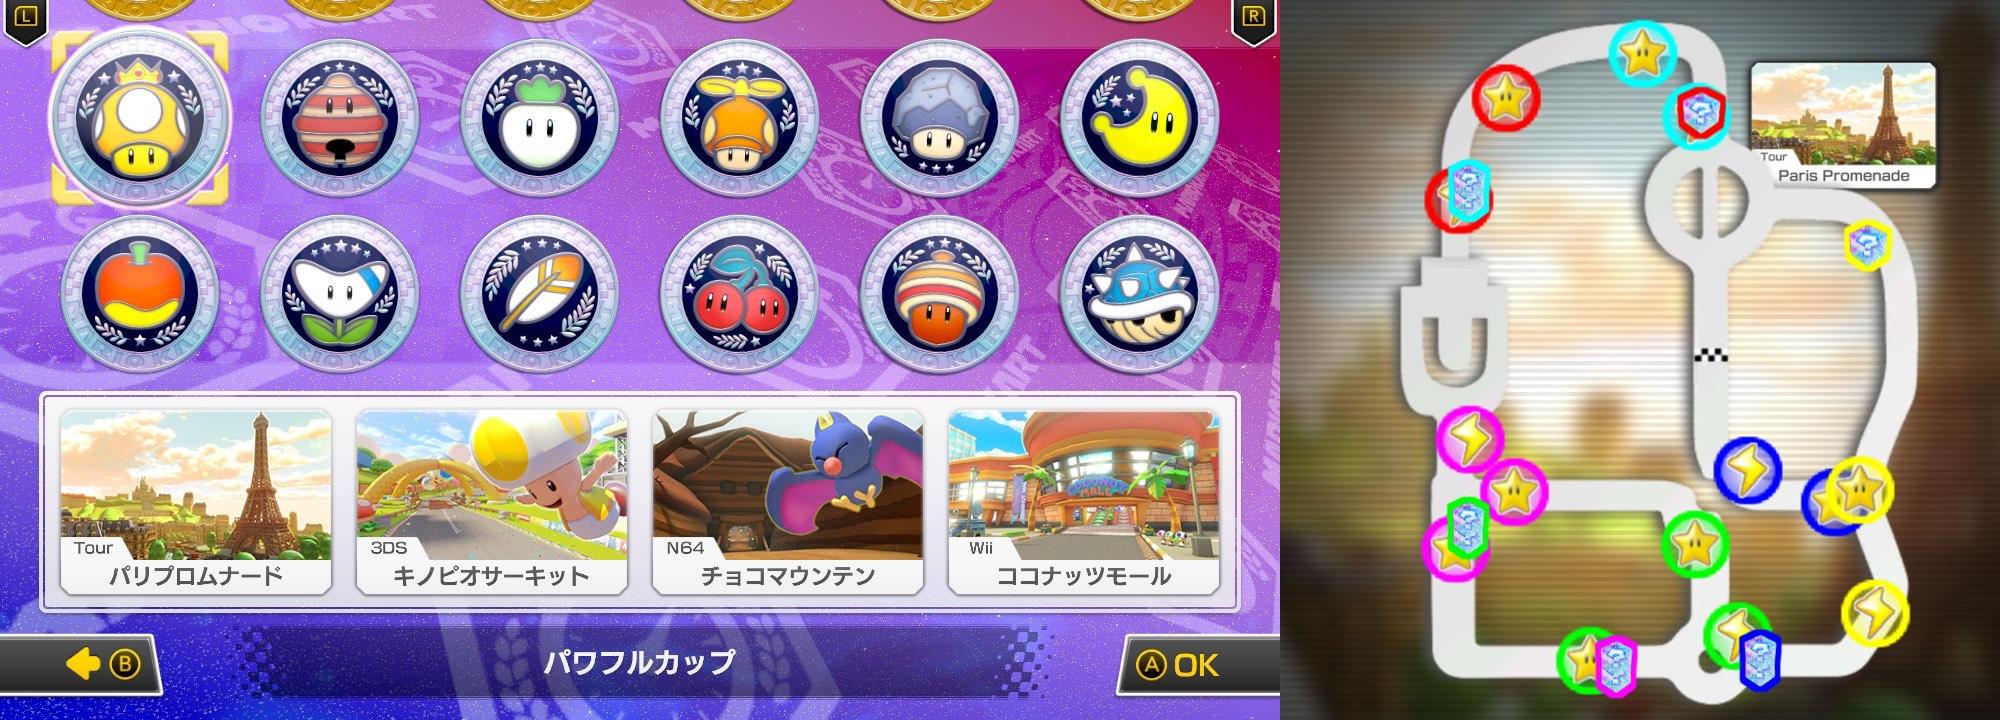 L
R
Tour
パリプロムナード
3DS
キノピオサーキット
N64
チョコマウンテン
COCONUT
MALL
Wii
ココナッツモール
B
パワフルカップ
A OK
Tour
Paris Promenade